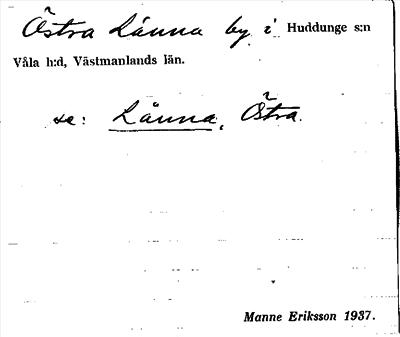 Östra Länna by i Huddunge s:n
Våla h:d, Västmanlands län.
se: Länna, Östra.
Manne Eriksson 1937.